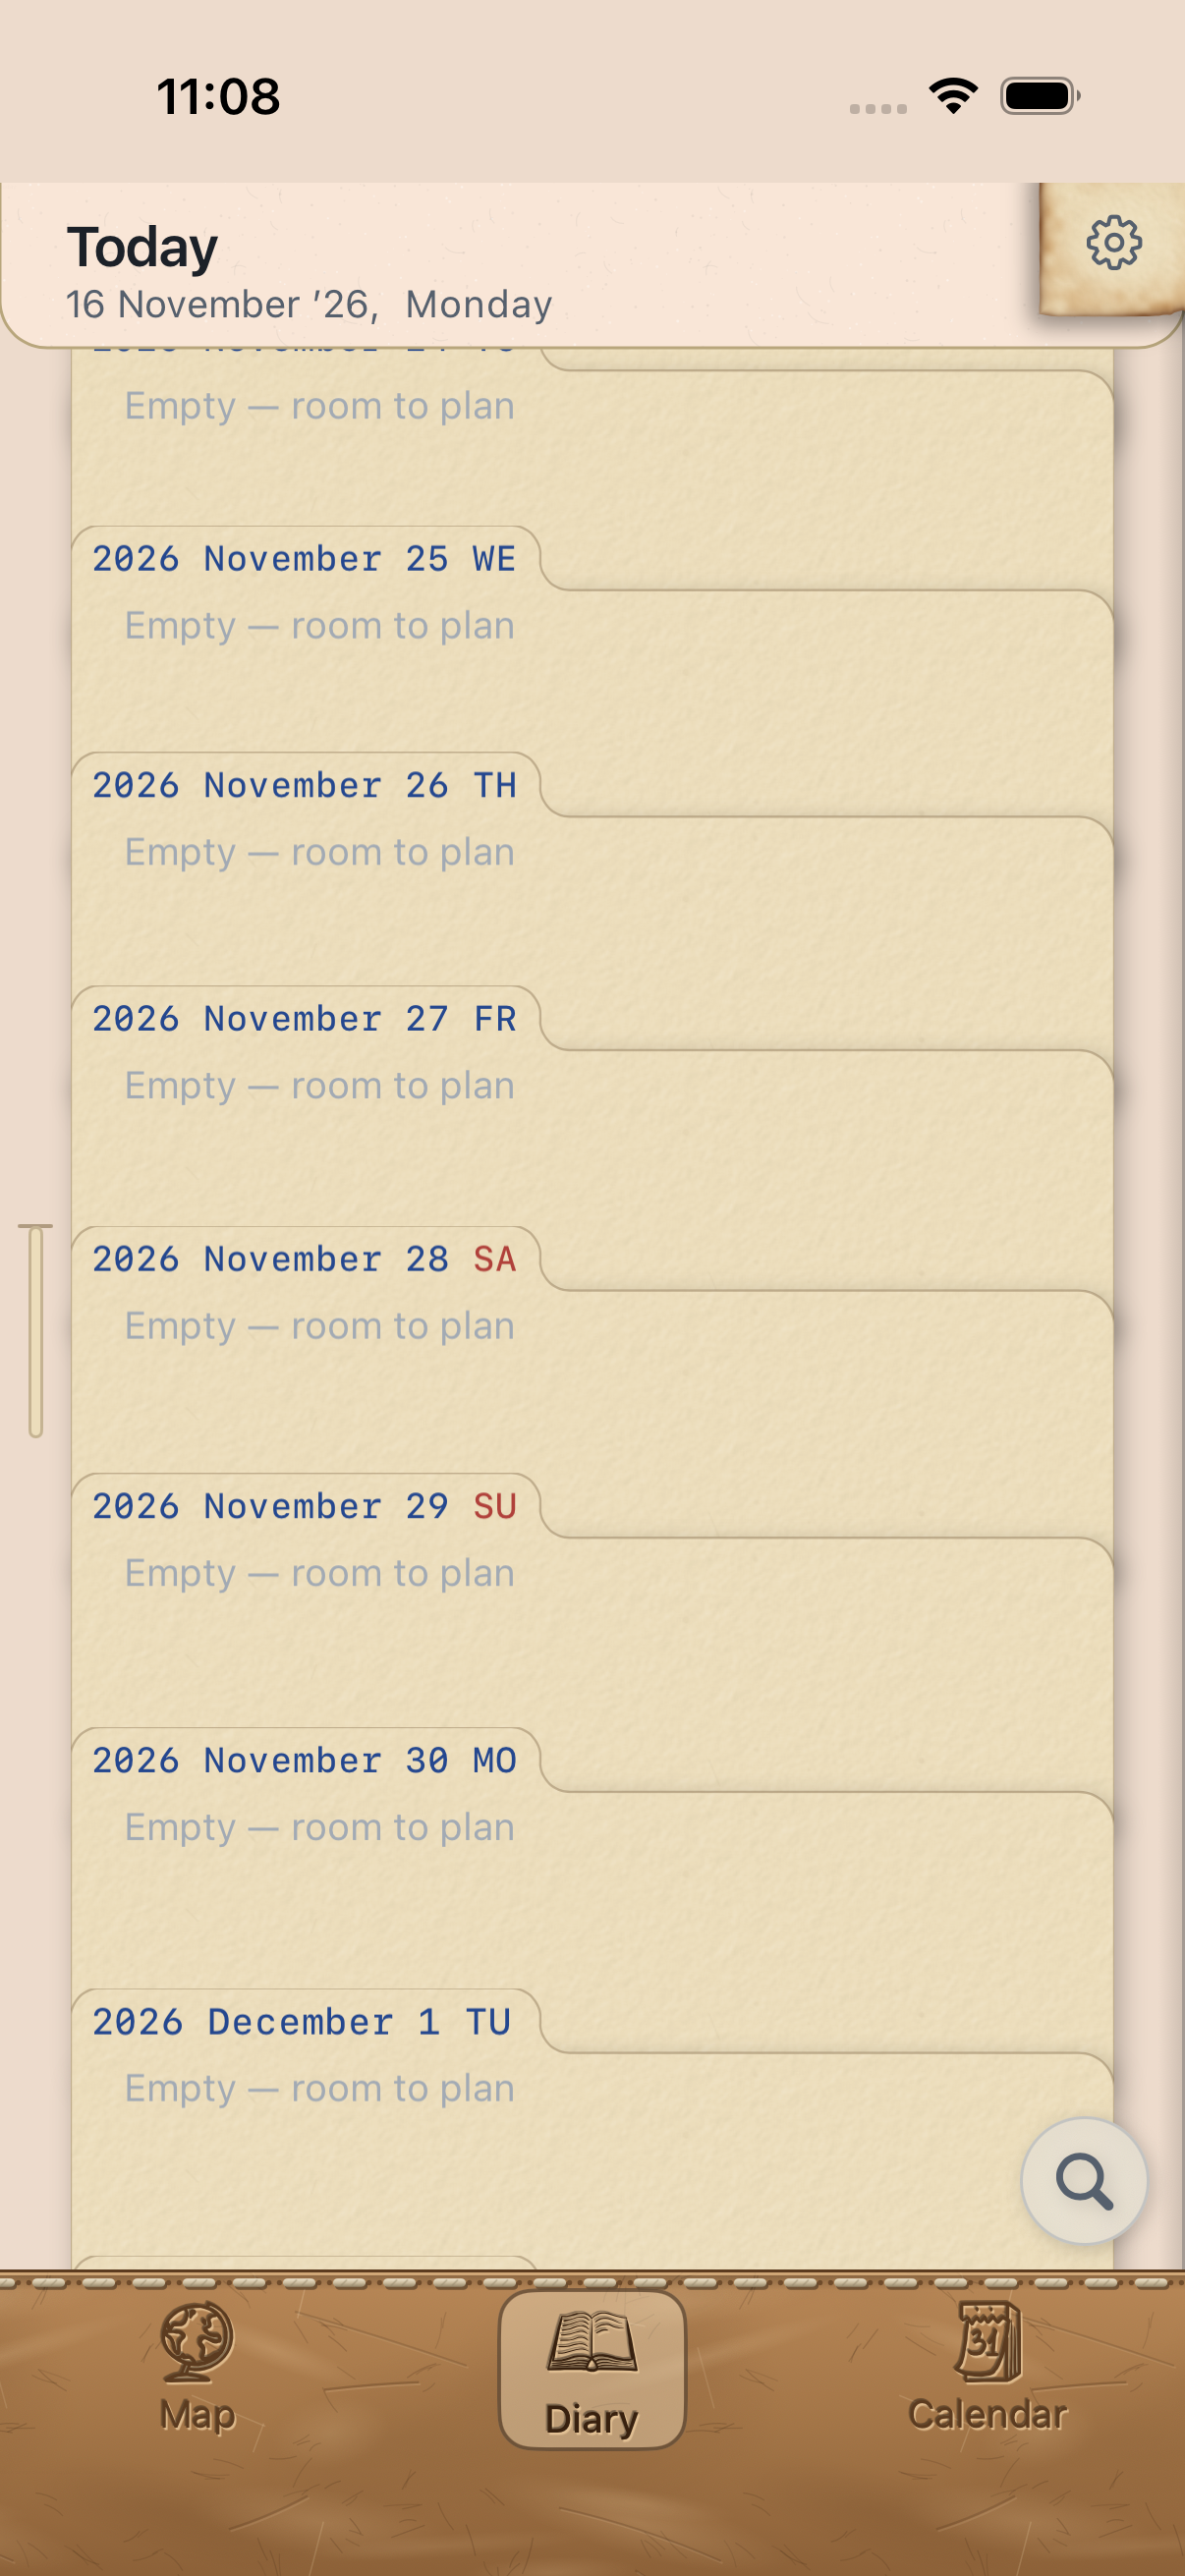 11:08
Today
16 November ’26, Monday
Empty — room to plan
2026 November 25 WE
Empty — room to plan
2026 November 26 TH
Empty — room to plan
2026 November 27 FR
Empty — room to plan
2026 November 28 SA
Empty — room to plan
2026 November 29 SU
Empty — room to plan
2026 November 30 MO
Empty — room to plan
2026 December 1 TU
Empty — room to plan
31
Map
Diary
Calendar